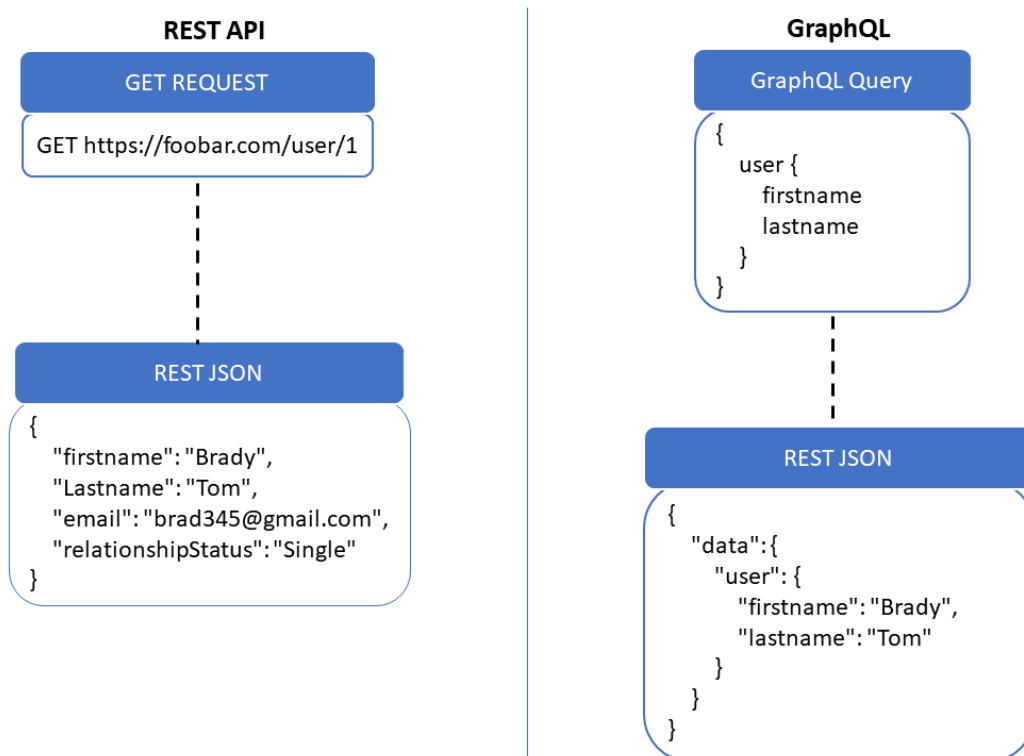 REST API
GET REQUEST
GET https://foobar.com/user/1
REST JSON
{
"firstname": "Brady",
"Lastname": "Tom",
"email": "brad345@gmail.com",
"relationshipStatus": "Single"
}
GraphQL
GraphQL Query
{
user {
firstname
lastname
}
}
REST JSON
{
"data": {
"user": {
"firstname": "Brady",
"lastname": "Tom"
}
}
}